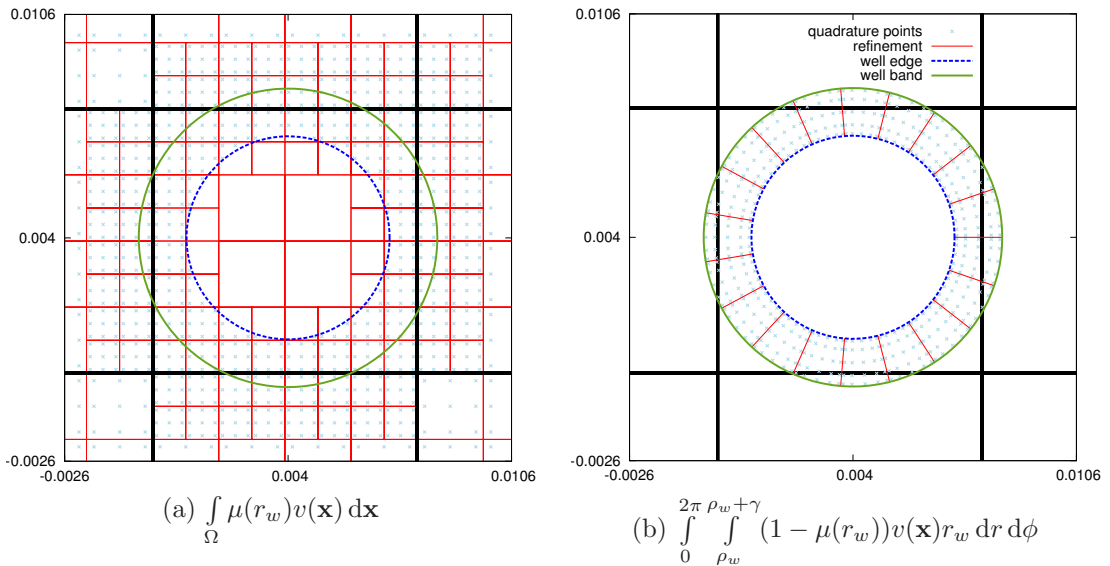 0.0106
0.004
-0.0026
-0.0026 0.004 0.0106
(a) ∫_Ω μ(r_w)v(𝐱) d𝐱
0.0106
0.004
-0.0026
-0.0026 0.004 0.0106
quadrature points
refinement
well edge
well band
(b) ∫_0^{2π} ∫_{ρ_w}^{ρ_w+γ} (1 − μ(r_w))v(𝐱)r_w dr dϕ